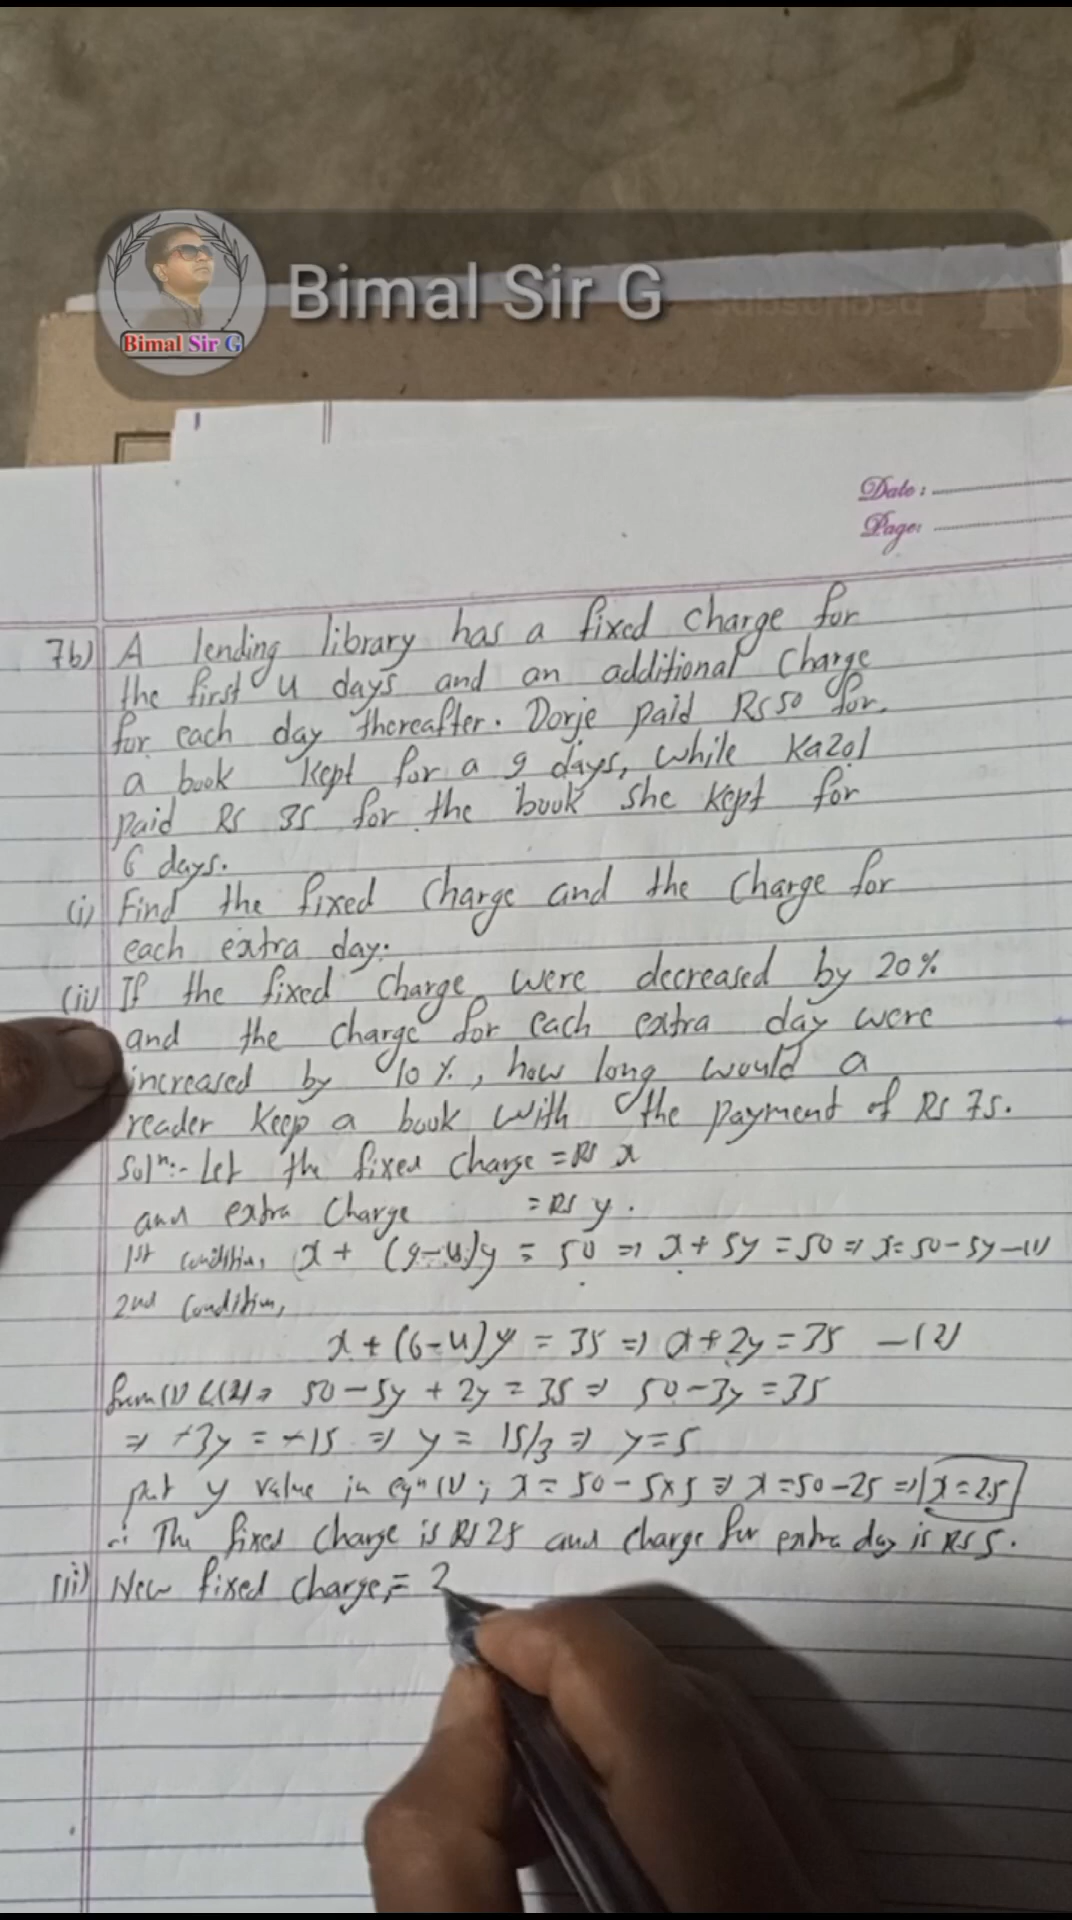 Bimal Sir G
Subscribed
Bimal Sir G
Date:
Page:
7b) A lending library has a fixed charge for
the first 4 days and an additional charge
for each day thereafter. Dorje paid Rs 50 for
a book kept for a 9 days, while Kazol
paid Rs 35 for the book she kept for
6 days.
(i) Find the fixed charge and the charge for
each extra day.
(ii) If the fixed charge were decreased by 20%
and the charge for each extra day were
increased by 10%, how long would a
reader keep a book with the payment of Rs 75.
Solⁿ:- Let the fixed charge = Rs x
and extra charge = Rs y.
1st condition, x + (9-4)y = 50 ⇒ x + 5y = 50 ⇒ x = 50 - 5y - (1)
2nd condition,
x + (6-4)y = 35 ⇒ x + 2y = 35 - (2)
from (1) & (2) ⇒ 50 - 5y + 2y = 35 ⇒ 50 - 3y = 35
⇒ +3y = +15 ⇒ y = 15/3 ⇒ y = 5
put y value in eqⁿ (1); x = 50 - 5×5 ⇒ x = 50 - 25 ⇒ x = 25
∴ The fixed charge is Rs 25 and charge for extra day is Rs 5.
(ii) New fixed charge, = 2